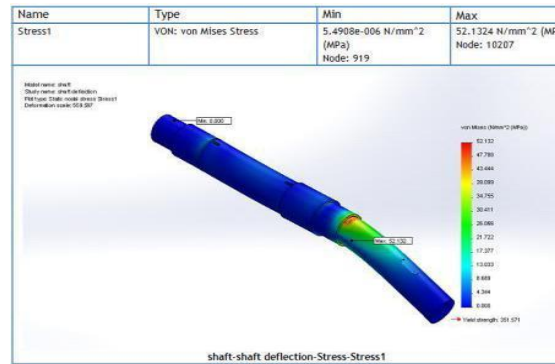 Name Type Min Max
Stress1 VON: von Mises Stress 5.4908e-006 N/mm^2 52.1324 N/mm^2 (MP
(MPa) Node: 10207
Node: 919
Model name: shaft
Study name: shaft deflection
Plot type: Static nodal stress Stress1
Deformation scale:
von Mises (N/mm^2 (MPa))
Min: 0.000
52.132
47.788
43.444
39.099
34.755
30.411
26.066
21.722
17.377
13.033
8.689
4.344
0.000
Max: 52.132
Yield strength: 351.571
shaft-shaft deflection-Stress-Stress1